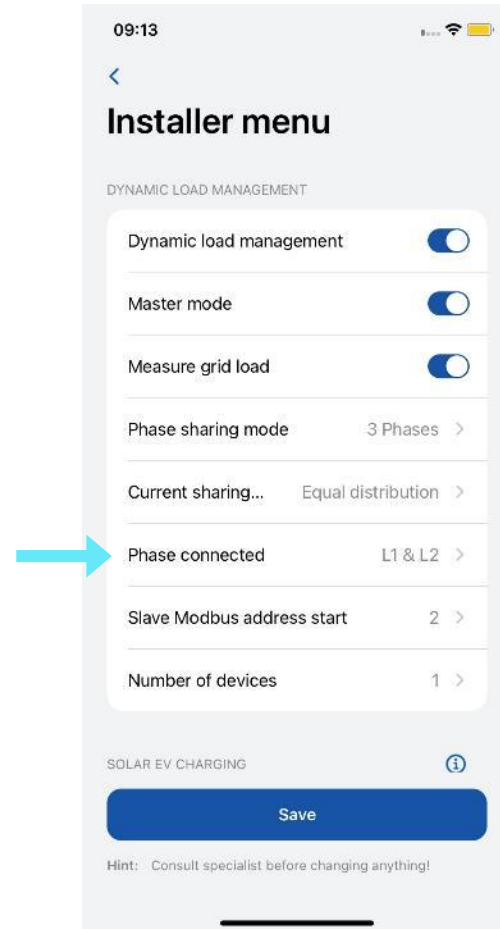 09:13
Installer menu
DYNAMIC LOAD MANAGEMENT
Dynamic load management
Master mode
Measure grid load
Phase sharing mode 3 Phases
Current sharing... Equal distribution
Phase connected L1 & L2
Slave Modbus address start 2
Number of devices 1
SOLAR EV CHARGING
Save
Hint: Consult specialist before changing anything!